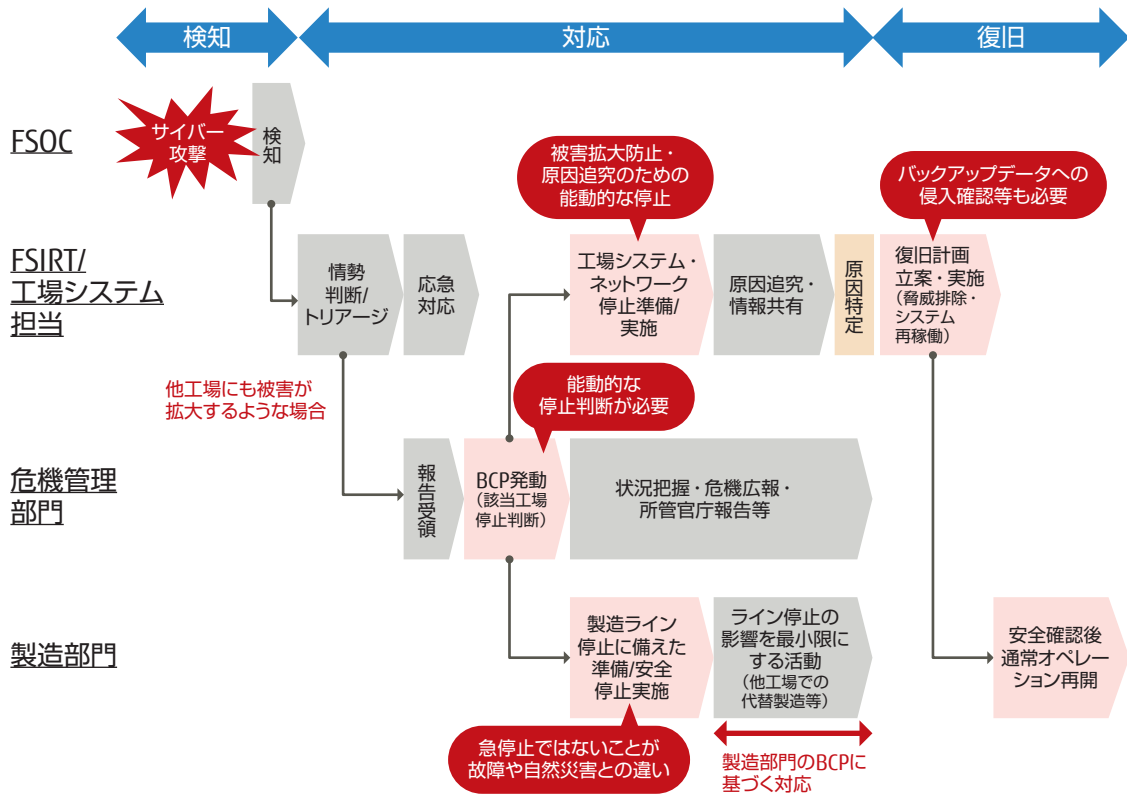 検知
対応
復旧
FSOC
サイバー
攻撃
検知
被害拡大防止・
原因追究のための
能動的な停止
バックアップデータへの
侵入確認等も必要
FSIRT/
工場システム
担当
情勢
判断/
トリアージ
応急
対応
工場システム・
ネットワーク
停止準備/
実施
原因追究・
情報共有
原因特定
復旧計画
立案・実施
(脅威排除・
システム
再稼働)
他工場にも被害が
拡大するような場合
能動的な
停止判断が必要
危機管理
部門
報告受領
BCP発動
(該当工場
停止判断)
状況把握・危機広報・
所管官庁報告等
製造部門
製造ライン
停止に備えた
準備/安全
停止実施
ライン停止の
影響を最小限に
する活動
(他工場での
代替製造等)
安全確認後
通常オペレー
ション再開
急停止ではないことが
故障や自然災害との違い
製造部門のBCPに
基づく対応